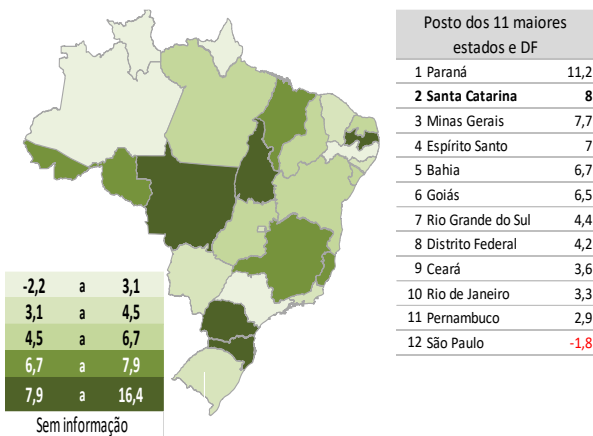 Posto dos 11 maiores
estados e DF
1 Paraná 11,2
2 Santa Catarina 8
3 Minas Gerais 7,7
4 Espírito Santo 7
5 Bahia 6,7
6 Goiás 6,5
7 Rio Grande do Sul 4,4
8 Distrito Federal 4,2
9 Ceará 3,6
10 Rio de Janeiro 3,3
11 Pernambuco 2,9
12 São Paulo -1,8
-2,2 a 3,1
3,1 a 4,5
4,5 a 6,7
6,7 a 7,9
7,9 a 16,4
Sem informação